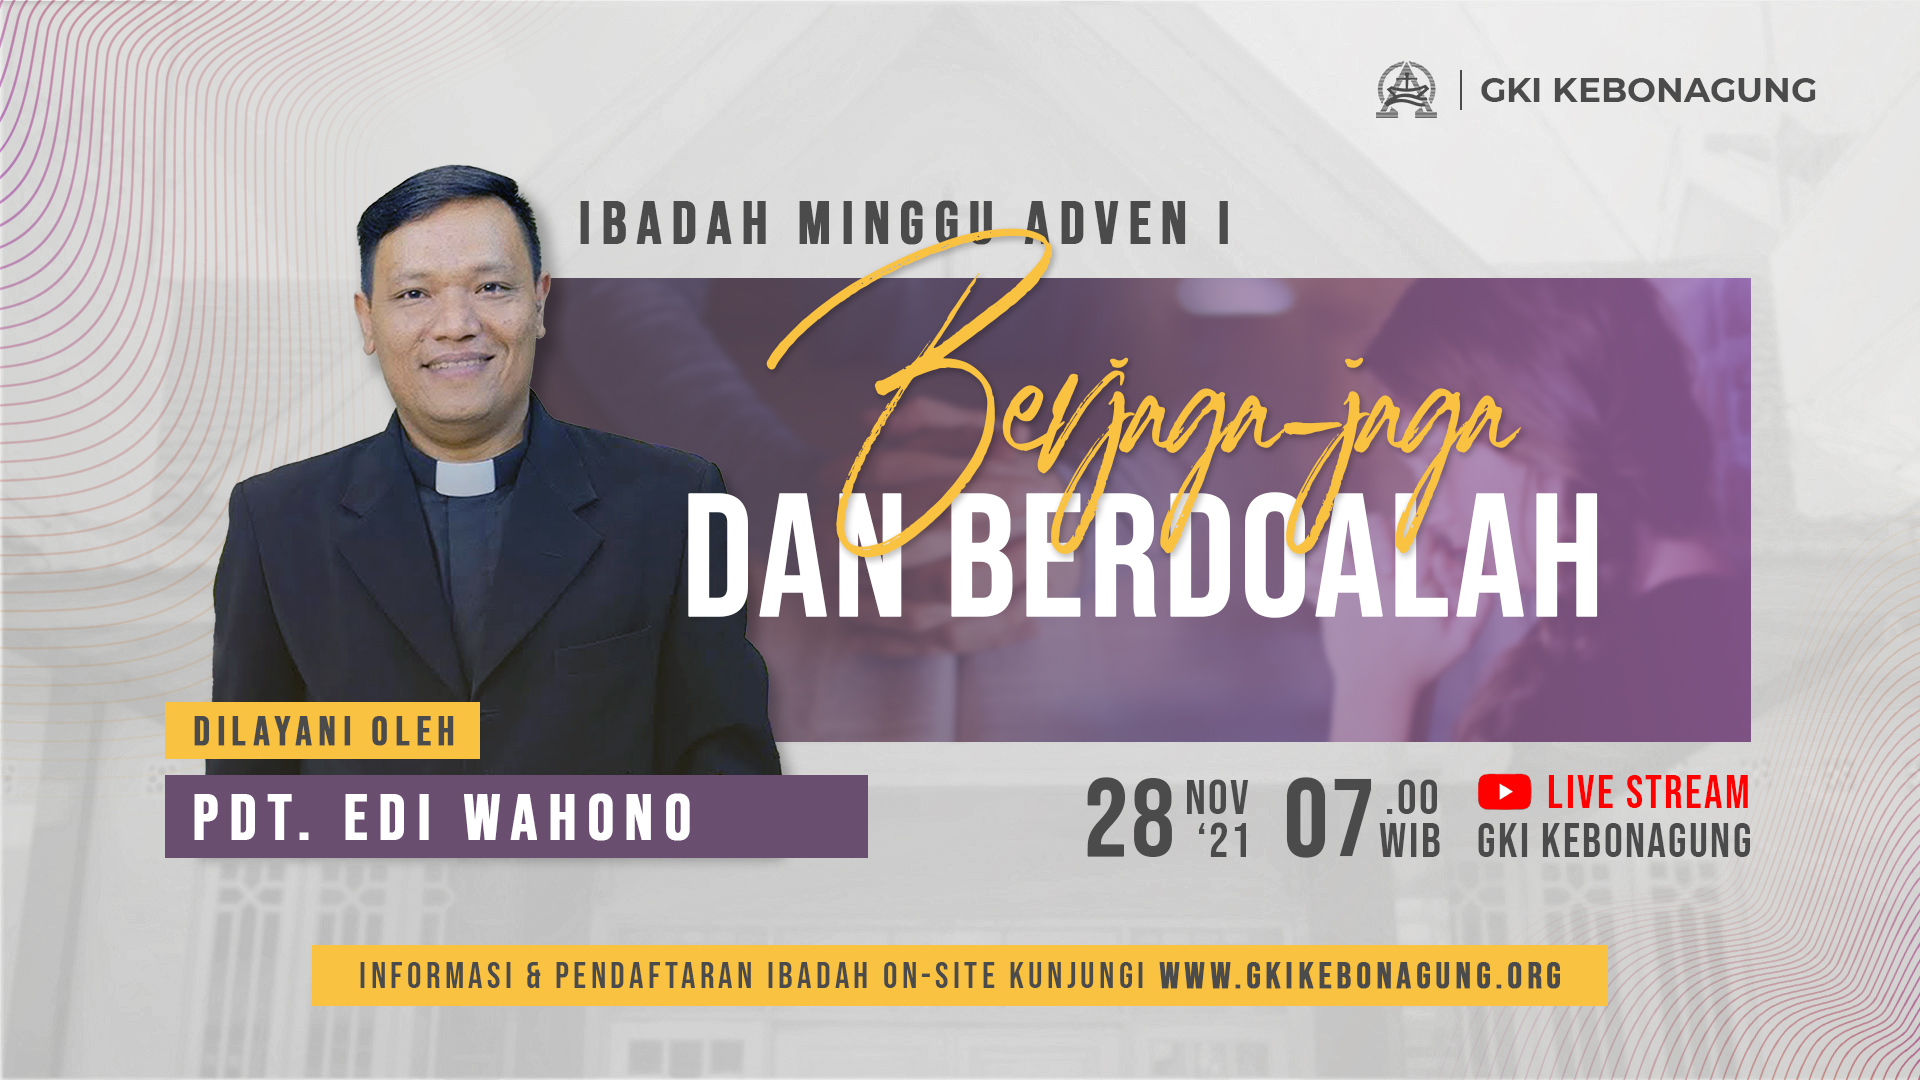 GKI KEBONAGUNG
IBADAH MINGGU ADVEN I
Berjaga-jaga
DAN BERDOALAH
DILAYANI OLEH
PDT. EDI WAHONO
28 NOV '21 07.00 WIB
LIVE STREAM
GKI KEBONAGUNG
INFORMASI & PENDAFTARAN IBADAH ON-SITE KUNJUNGI WWW.GKIKEBONAGUNG.ORG